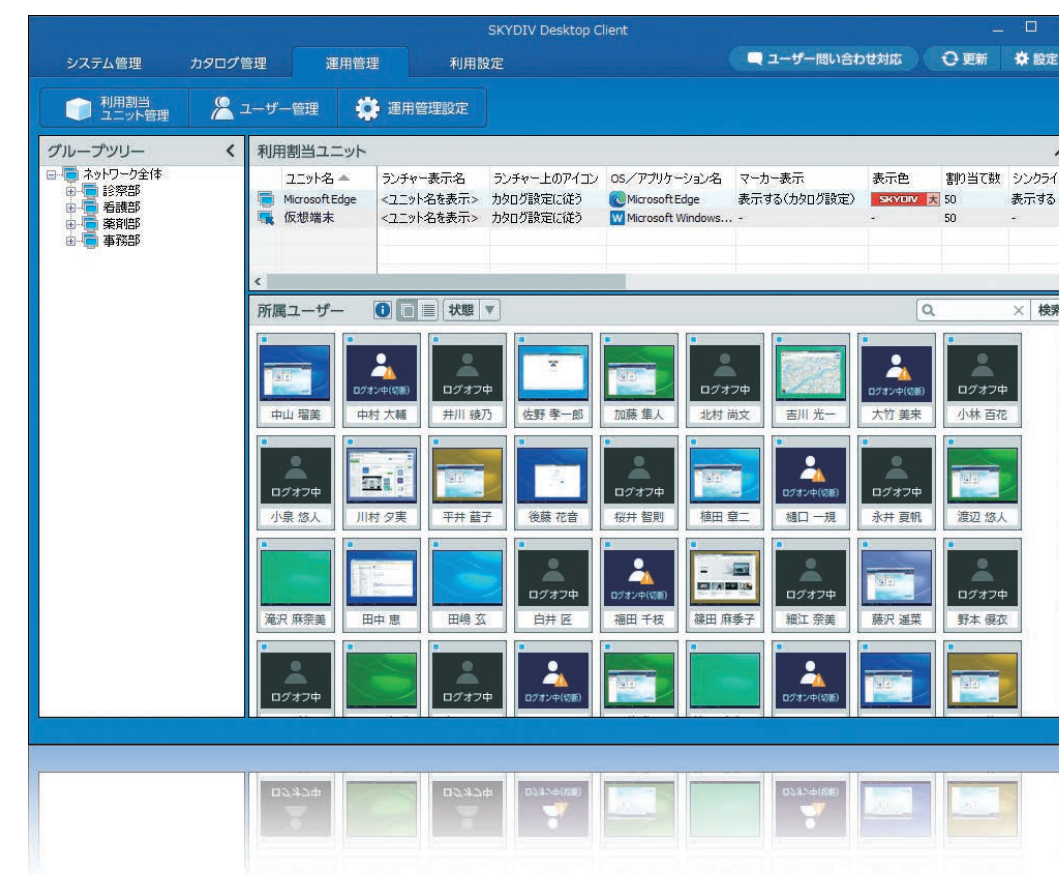 SKYDIV Desktop Client
システム管理 カタログ管理 運用管理 利用設定 ユーザー問い合わせ対応 更新 設定
利用割当
ユニット管理 ユーザー管理 運用管理設定
グループツリー
ネットワーク全体
診察部
看護部
薬剤部
事務部
利用割当ユニット
ユニット名 ランチャー表示名 ランチャー上のアイコン OS/アプリケーション名 マーカー表示 表示色 割り当て数 シンクライ
Microsoft Edge <ユニット名を表示> カタログ設定に従う Microsoft Edge 表示する(カタログ設定) SKYDIV 大 50 表示する
仮想端末 <ユニット名を表示> カタログ設定に従う Microsoft Windows... - - 50 -
所属ユーザー 状態 検索
ログオン中(切断) ログオフ中 ログオフ中 ログオン中(切断) ログオフ中
中山 瑠美 中村 大輔 井川 綾乃 佐野 孝一郎 加藤 隼人 北村 尚文 吉川 光一 大竹 美来 小林 百花
ログオフ中 ログオフ中 ログオン中(切断) ログオフ中
小泉 悠人 川村 夕実 平井 藍子 後藤 花音 桜井 智則 植田 章二 樋口 一規 永井 夏帆 渡辺 悠人
ログオフ中 ログオン中(切断) ログオフ中 ログオフ中
滝沢 麻奈美 田中 恵 田嶋 玄 白井 匠 福田 千枝 篠田 麻季子 細江 奈美 藤沢 遥菜 野本 優衣
ログオフ中 ログオフ中 ログオン中(切断) ログオン中(切断)